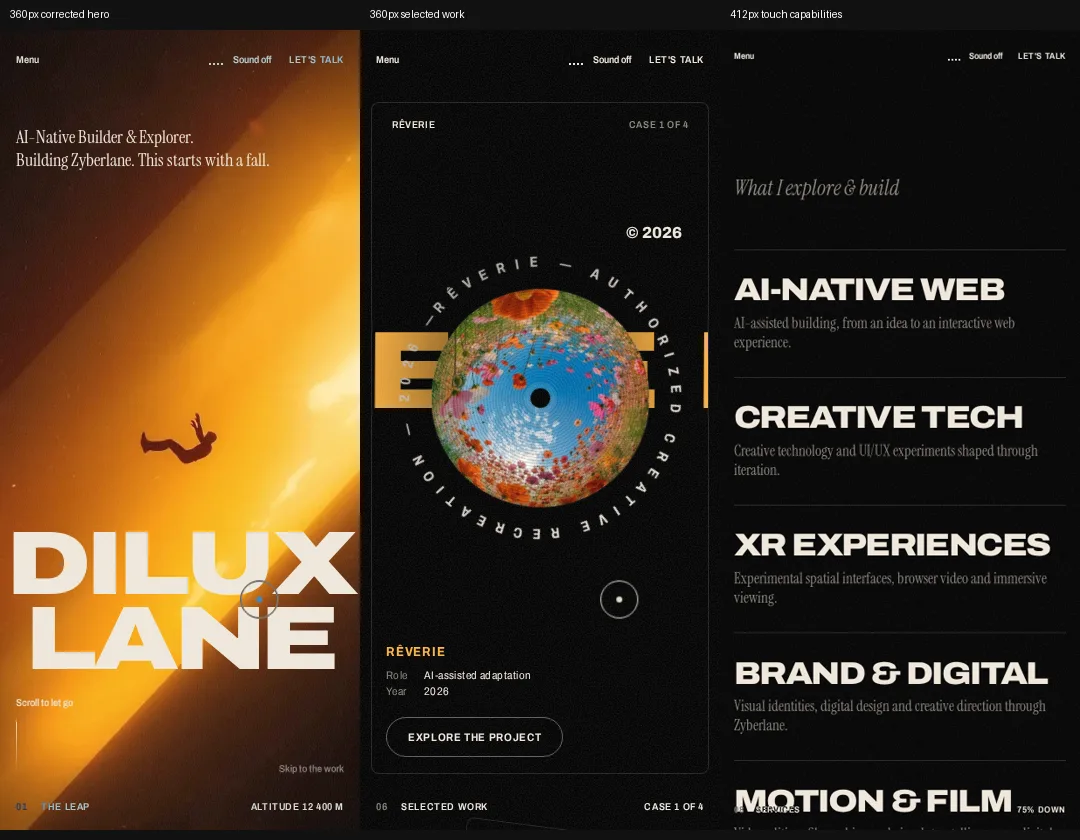 360px corrected hero
Menu
Sound off
LET'S TALK
AI-Native Builder & Explorer.
Building Zyberlane. This starts with a fall.
DILUX
LANE
Scroll to let go
Skip to the work
01 THE LEAP
ALTITUDE 12 400 M
360px selected work
Menu
Sound off
LET'S TALK
RÊVERIE
CASE 1 OF 4
© 2026
—RÊVERIE — AUTHORIZED CREATIVE RECREATION — 2026
RÊVERIE
Role AI-assisted adaptation
Year 2026
EXPLORE THE PROJECT
06 SELECTED WORK
CASE 1 OF 4
412px touch capabilities
Menu
Sound off
LET'S TALK
What I explore & build
AI-NATIVE WEB
AI-assisted building, from an idea to an interactive web
experience.
CREATIVE TECH
Creative technology and UI/UX experiments shaped through
iteration.
XR EXPERIENCES
Experimental spatial interfaces, browser video and immersive
viewing.
BRAND & DIGITAL
Visual identities, digital design and creative direction through
Zyberlane.
MOTION & FILM
75% DOWN